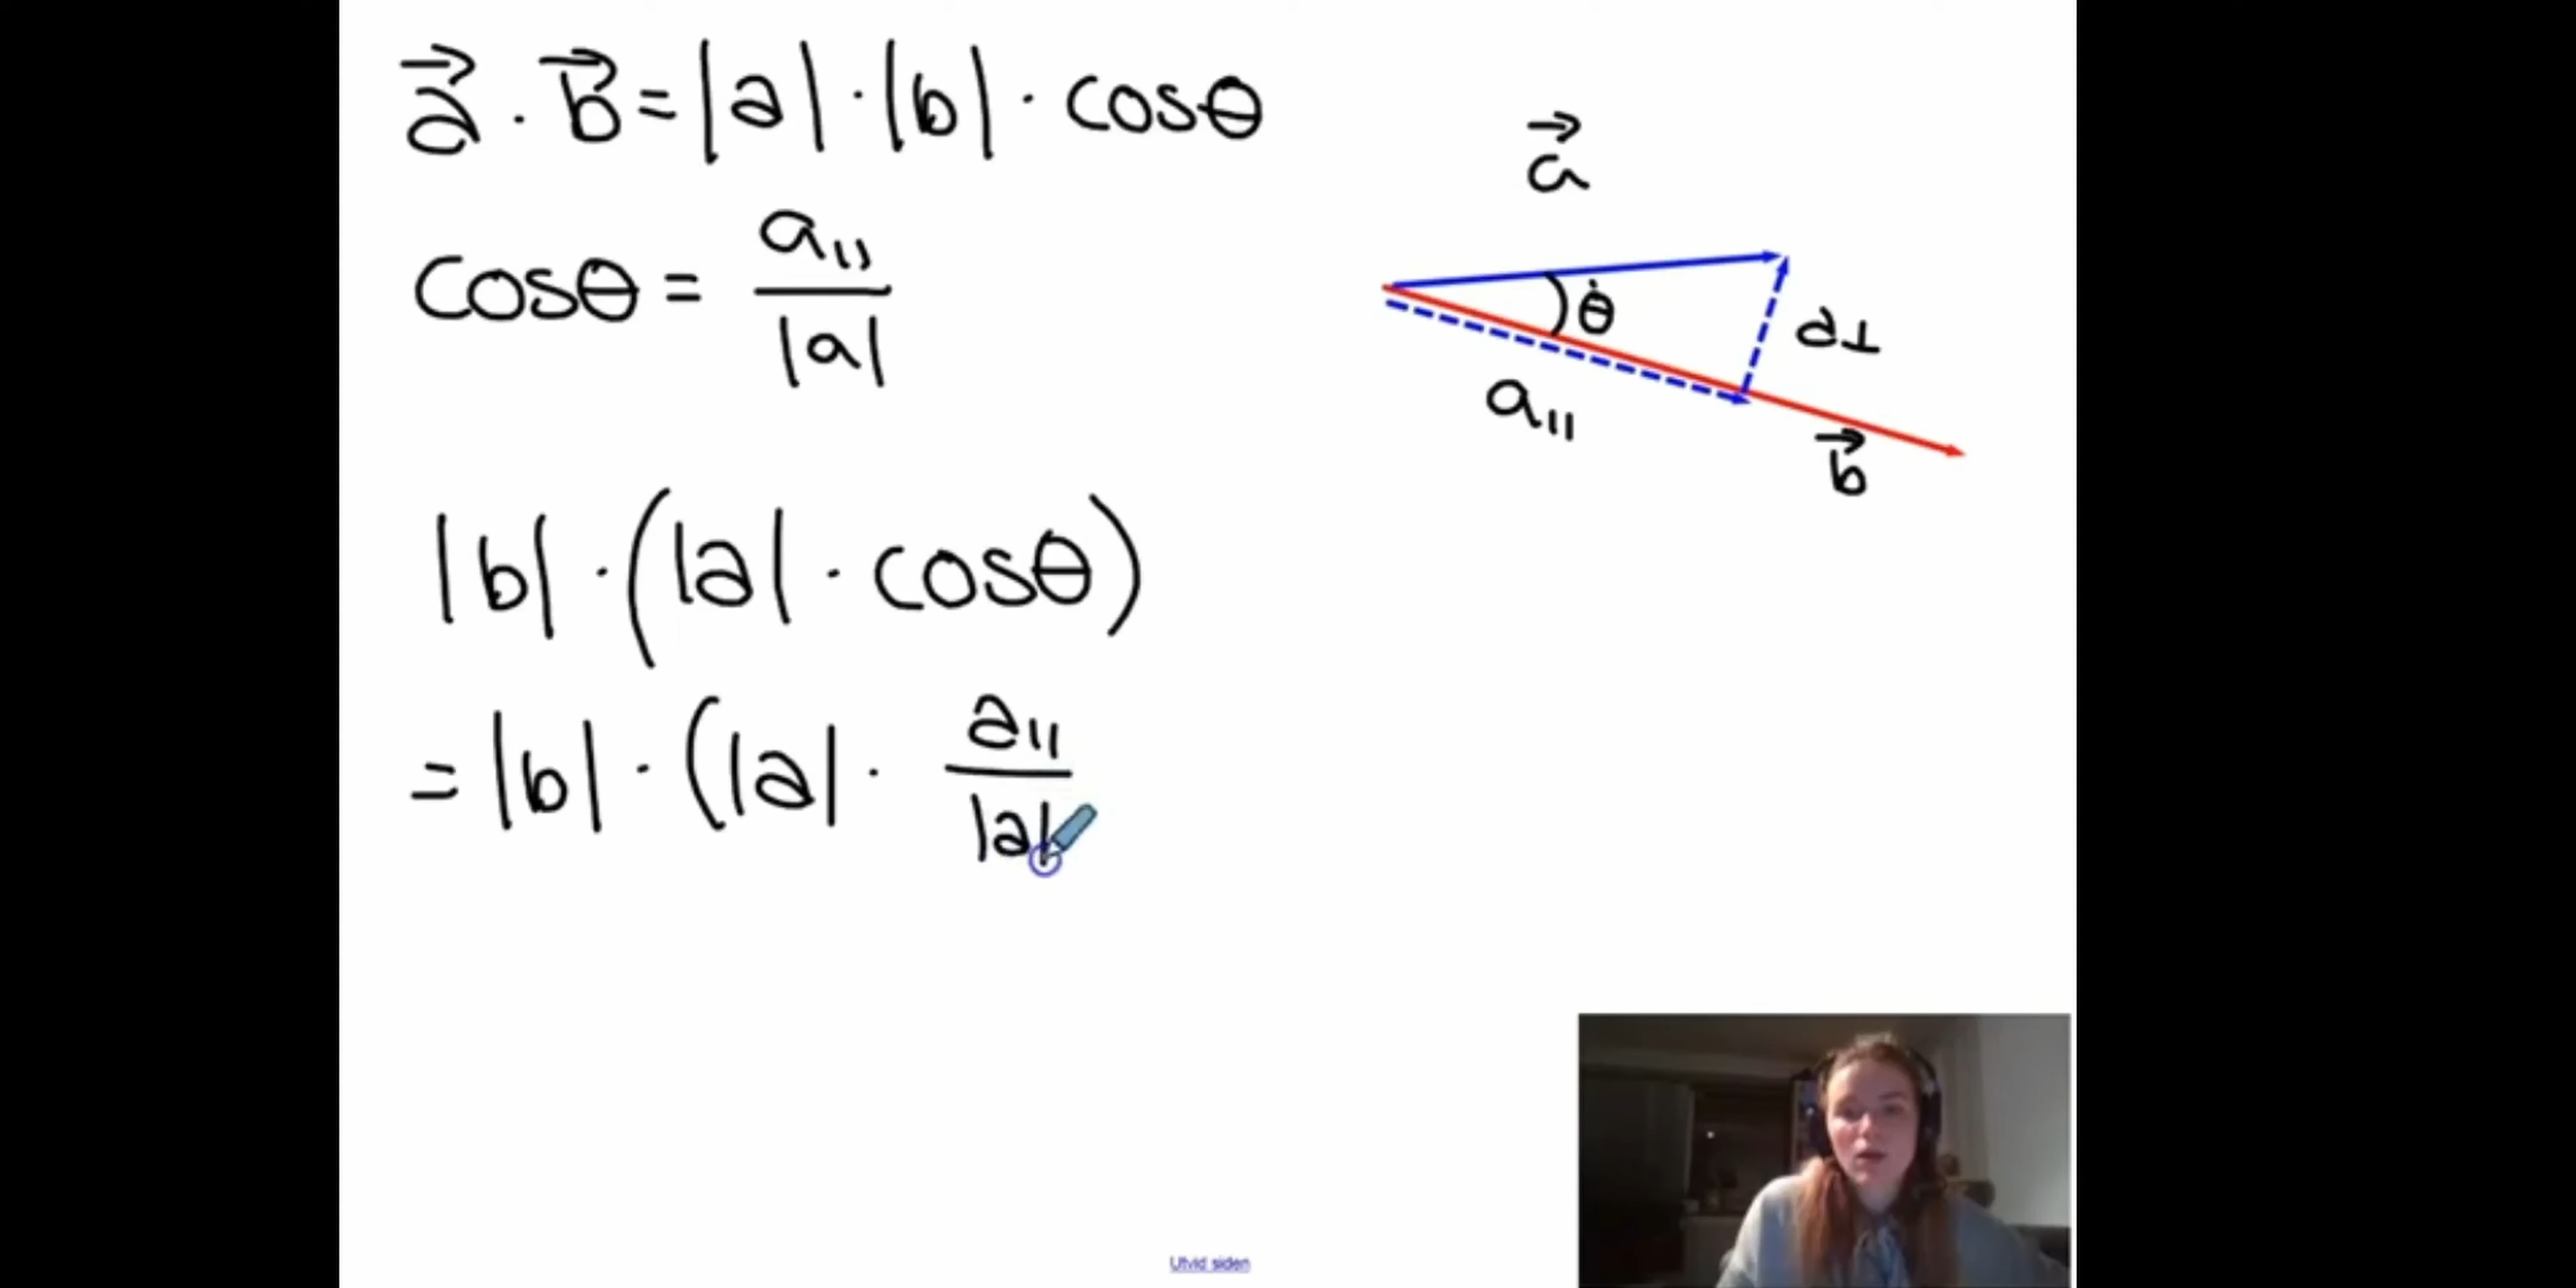 a⃗ · b⃗ = |a| · |b| · cosθ
cosθ = a∥ / |a|
|b| · (|a| · cosθ)
= |b| · (|a| · a∥ / |a|
a⃗
θ
a⊥
a∥
b⃗
Utvid siden